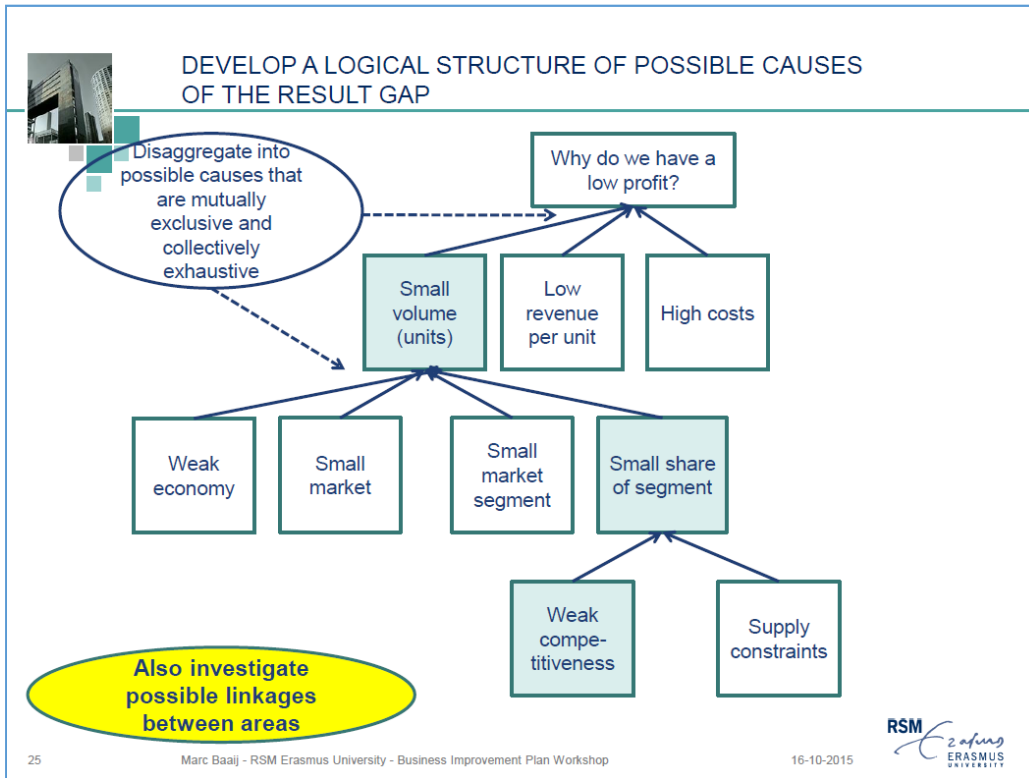 DEVELOP A LOGICAL STRUCTURE OF POSSIBLE CAUSES
OF THE RESULT GAP
Disaggregate into
possible causes that
are mutually
exclusive and
collectively
exhaustive
Why do we have a
low profit?
Small
volume
(units)
Low
revenue
per unit
High costs
Weak
economy
Small
market
Small
market
segment
Small share
of segment
Weak
compe-
titiveness
Supply
constraints
Also investigate
possible linkages
between areas
25
Marc Baaij - RSM Erasmus University - Business Improvement Plan Workshop
16-10-2015
RSM
Erasmus
ERASMUS
UNIVERSITY